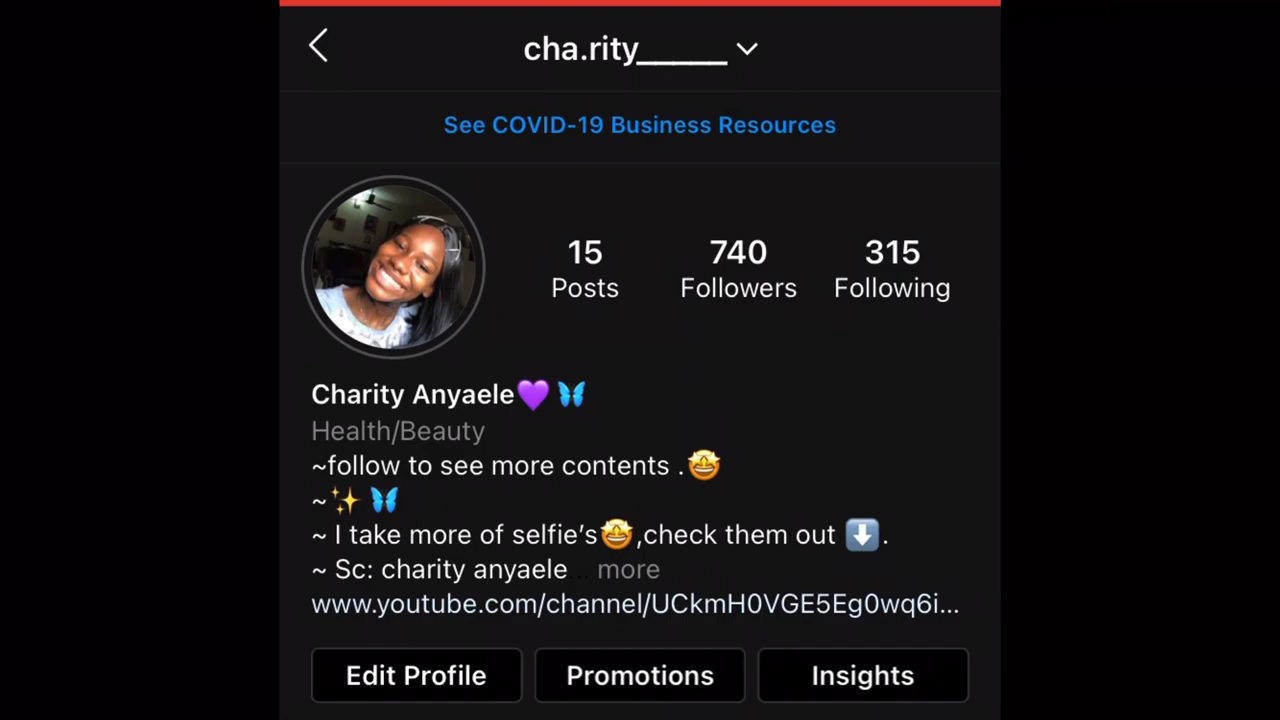 cha.rity_____
See COVID-19 Business Resources
15 740 315
Posts Followers Following
Charity Anyaele💜🦋
Health/Beauty
~follow to see more contents .🤩
~✨🦋
~ I take more of selfie’s🤩,check them out ⬇️.
~ Sc: charity anyaele... more
www.youtube.com/channel/UCkmH0VGE5Eg0wq6i...
Edit Profile Promotions Insights